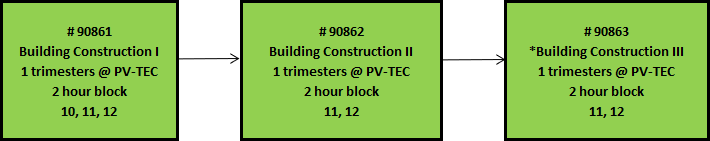 # 90861
Building Construction I
1 trimesters @ PV-TEC
2 hour block
10, 11, 12
# 90862
Building Construction II
1 trimesters @ PV-TEC
2 hour block
11, 12
# 90863
*Building Construction III
1 trimesters @ PV-TEC
2 hour block
11, 12